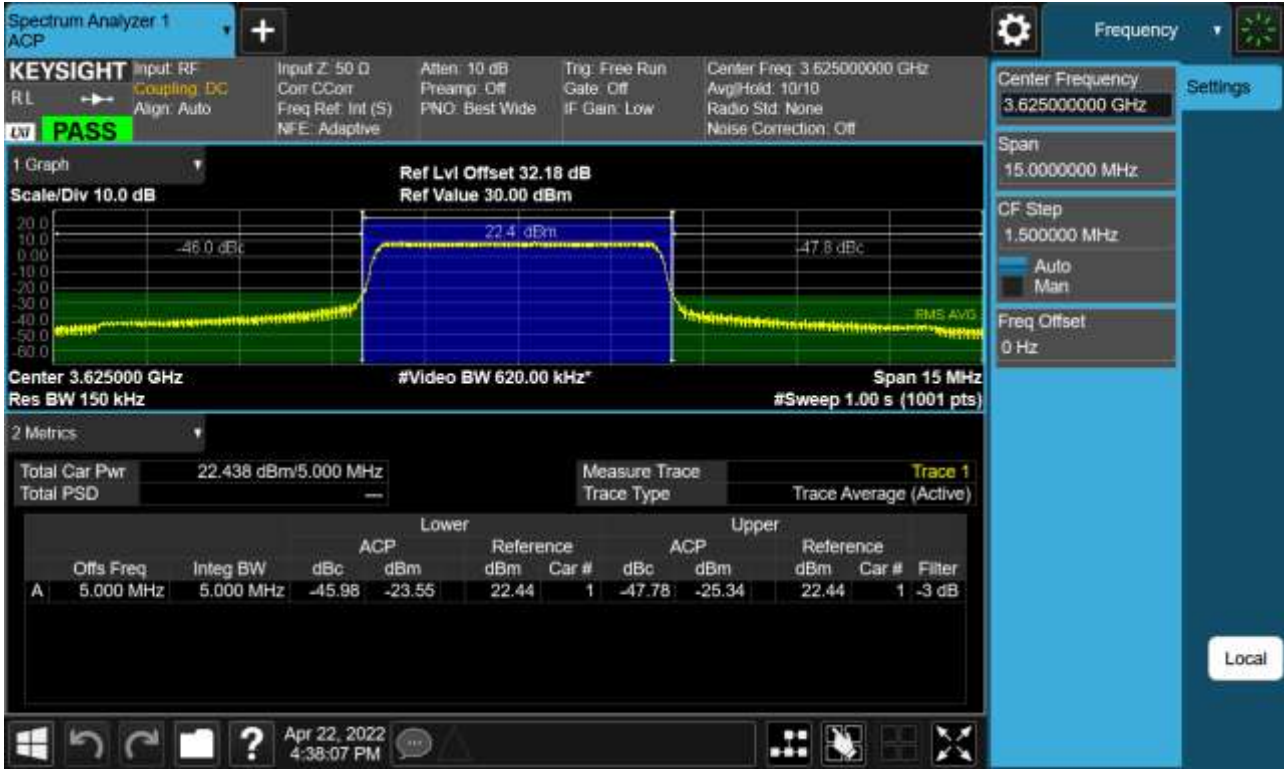 Spectrum Analyzer 1
ACP
+
Frequency
KEYSIGHT Input: RF Input Z: 50 Ω Atten: 10 dB Trig: Free Run Center Freq: 3.625000000 GHz
RL Coupling: DC Corr CCorr Preamp: Off Gate: Off Avg|Hold: 10/10
Align: Auto Freq Ref: Int (S) PNO: Best Wide IF Gain: Low Radio Std: None
LXI PASS NFE: Adaptive Noise Correction: Off
Center Frequency
3.625000000 GHz
Settings
Span
15.0000000 MHz
CF Step
1.500000 MHz
Auto
Man
Freq Offset
0 Hz
1 Graph
Ref Lvl Offset 32.18 dB
Scale/Div 10.0 dB Ref Value 30.00 dBm
20.0
10.0
0.00
-10.0
-20.0
-30.0
-40.0
-50.0
-60.0
-46.0 dBc 22.4 dBm -47.8 dBc
RMS AVG
Center 3.625000 GHz #Video BW 620.00 kHz* Span 15 MHz
Res BW 150 kHz #Sweep 1.00 s (1001 pts)
2 Metrics
Total Car Pwr 22.438 dBm/5.000 MHz Measure Trace Trace 1
Total PSD --- Trace Type Trace Average (Active)
Lower Upper
ACP Reference ACP Reference
Offs Freq Integ BW dBc dBm dBm Car # dBc dBm dBm Car # Filter
A 5.000 MHz 5.000 MHz -45.98 -23.55 22.44 1 -47.78 -25.34 22.44 1 -3 dB
Local
? Apr 22, 2022
4:38:07 PM